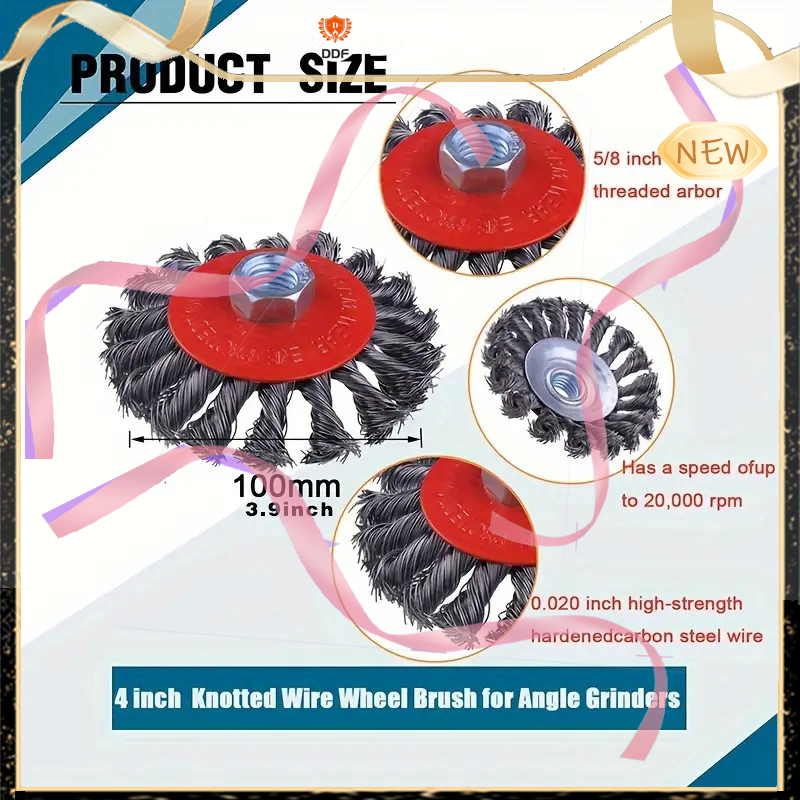 DDF
PRODUCT SIZE
5/8 inch
threaded arbor
NEW
100mm
3.9inch
Has a speed ofup
to 20,000 rpm
0.020 inch high-strength
hardenedcarbon steel wire
4 inch Knotted Wire Wheel Brush for Angle Grinders